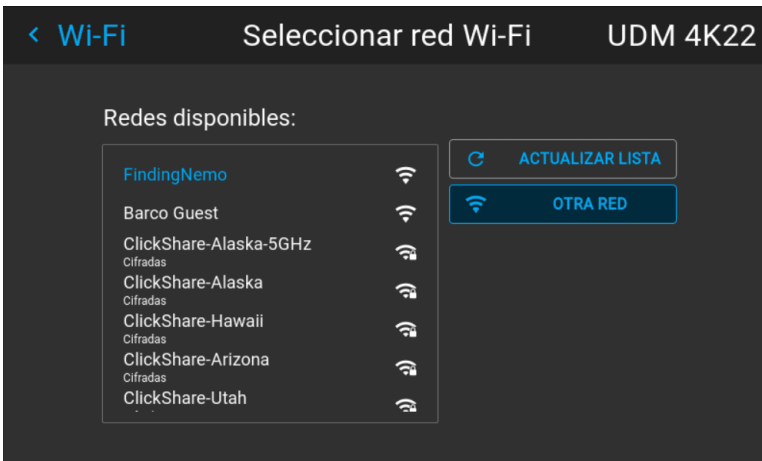 Wi-Fi
Seleccionar red Wi-Fi
UDM 4K22
Redes disponibles:
FindingNemo
Barco Guest
ClickShare-Alaska-5GHz
Cifradas
ClickShare-Alaska
Cifradas
ClickShare-Hawaii
Cifradas
ClickShare-Arizona
Cifradas
ClickShare-Utah
ACTUALIZAR LISTA
OTRA RED